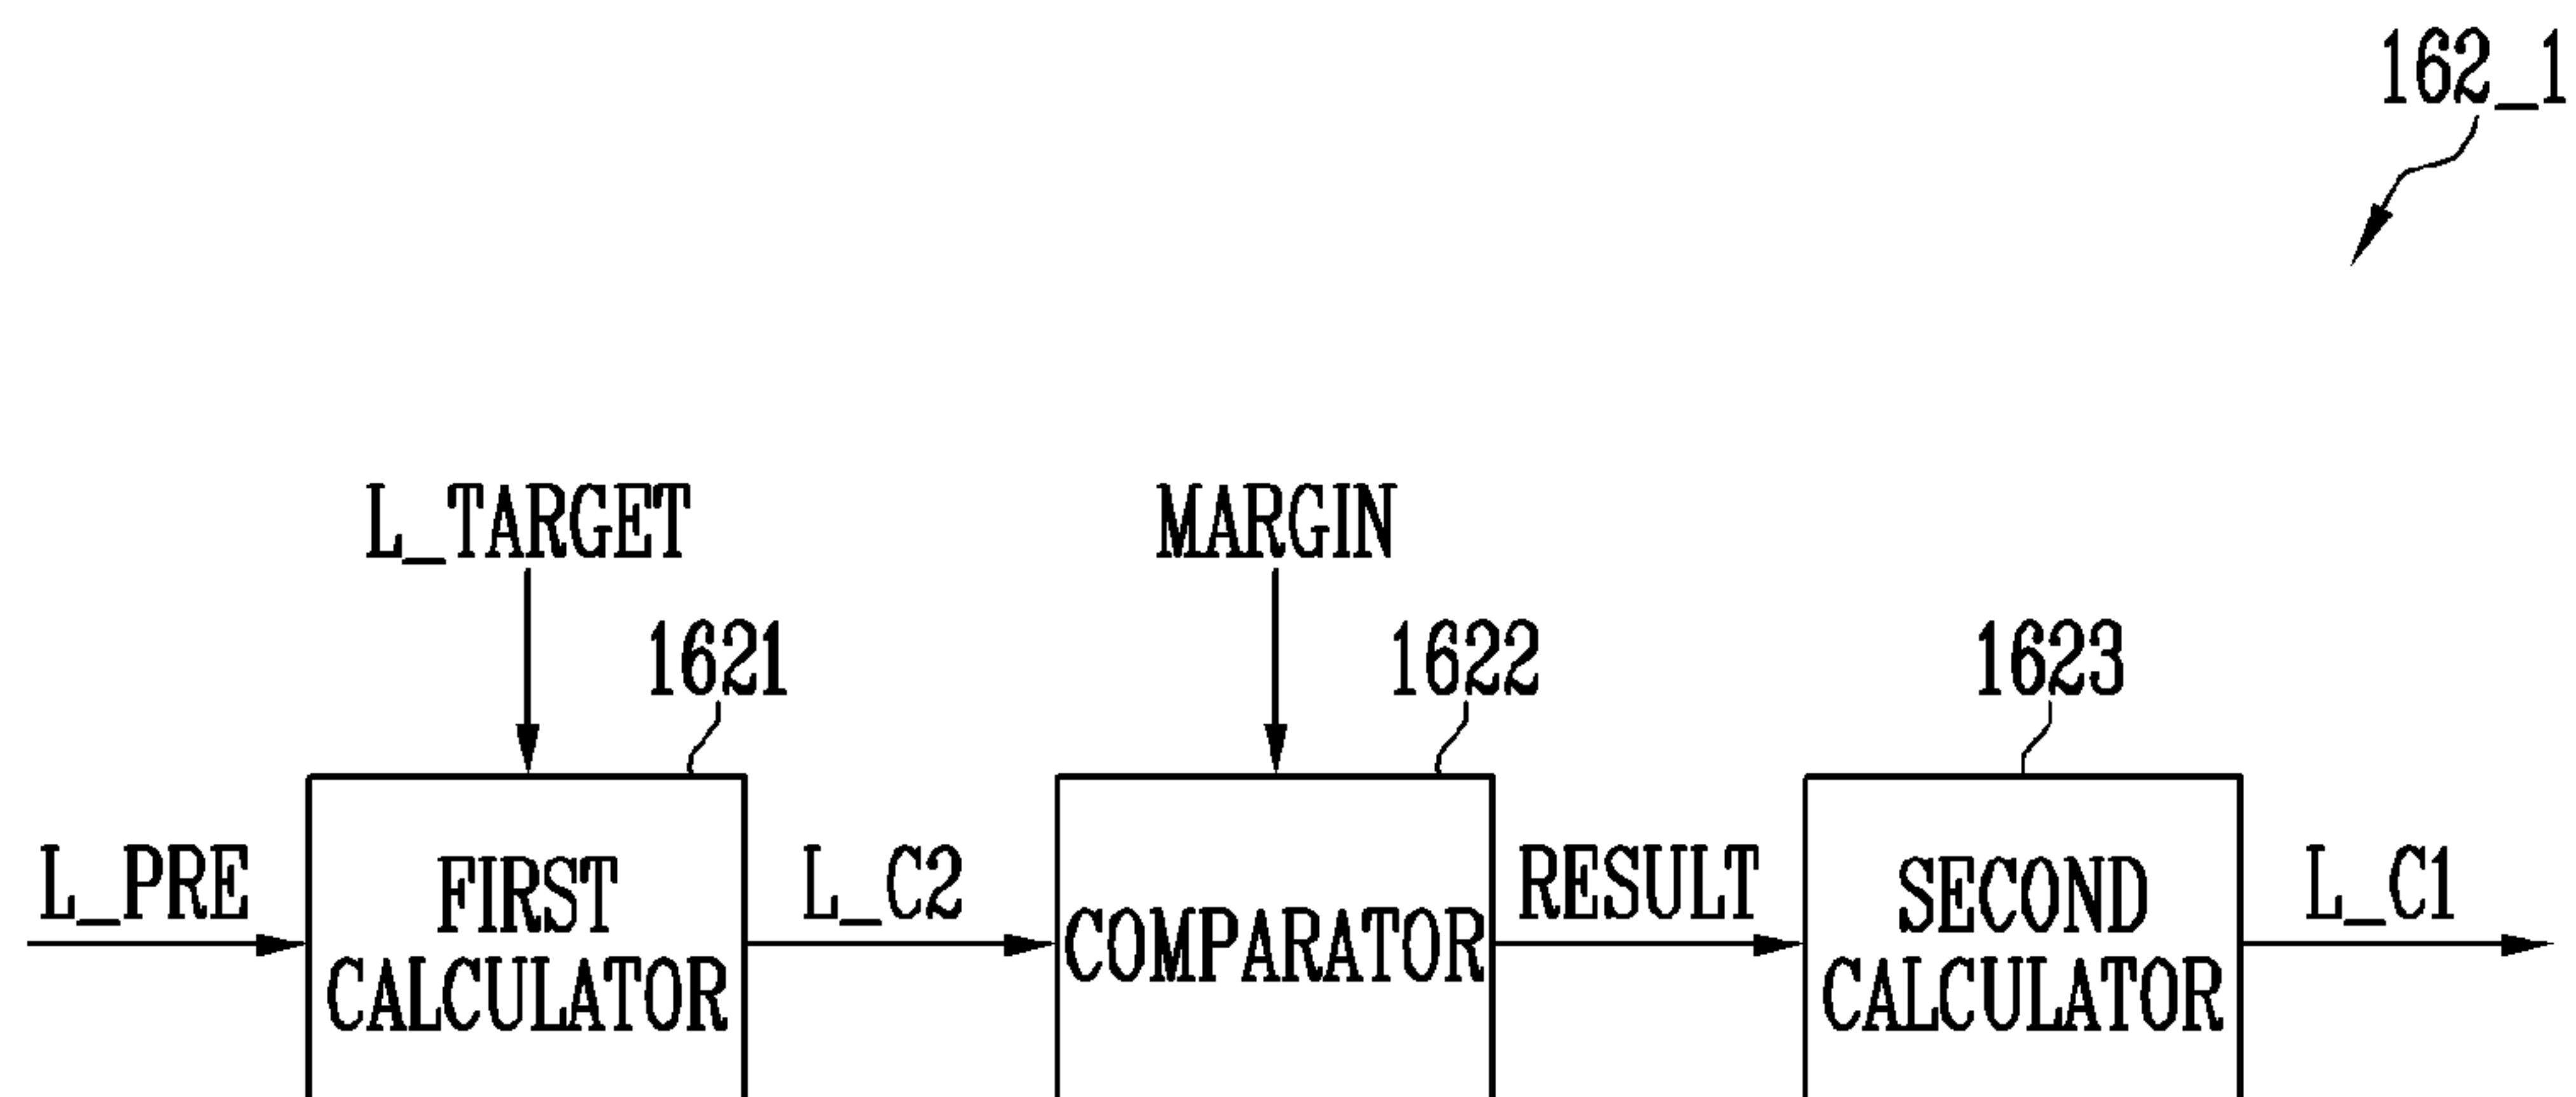 162_1
L_TARGET
MARGIN
1621
1622
1623
L_PRE
FIRST
CALCULATOR
L_C2
COMPARATOR
RESULT
SECOND
CALCULATOR
L_C1